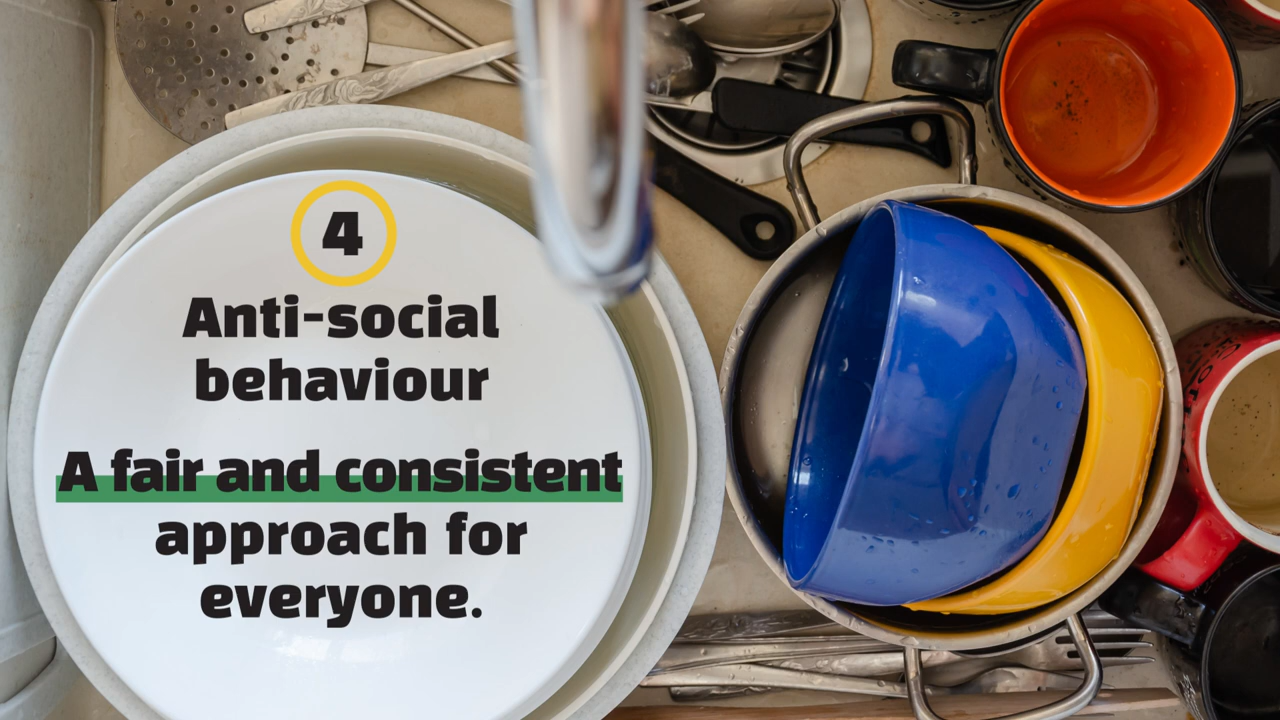 4
Anti-social
behaviour
A fair and consistent
approach for
everyone.